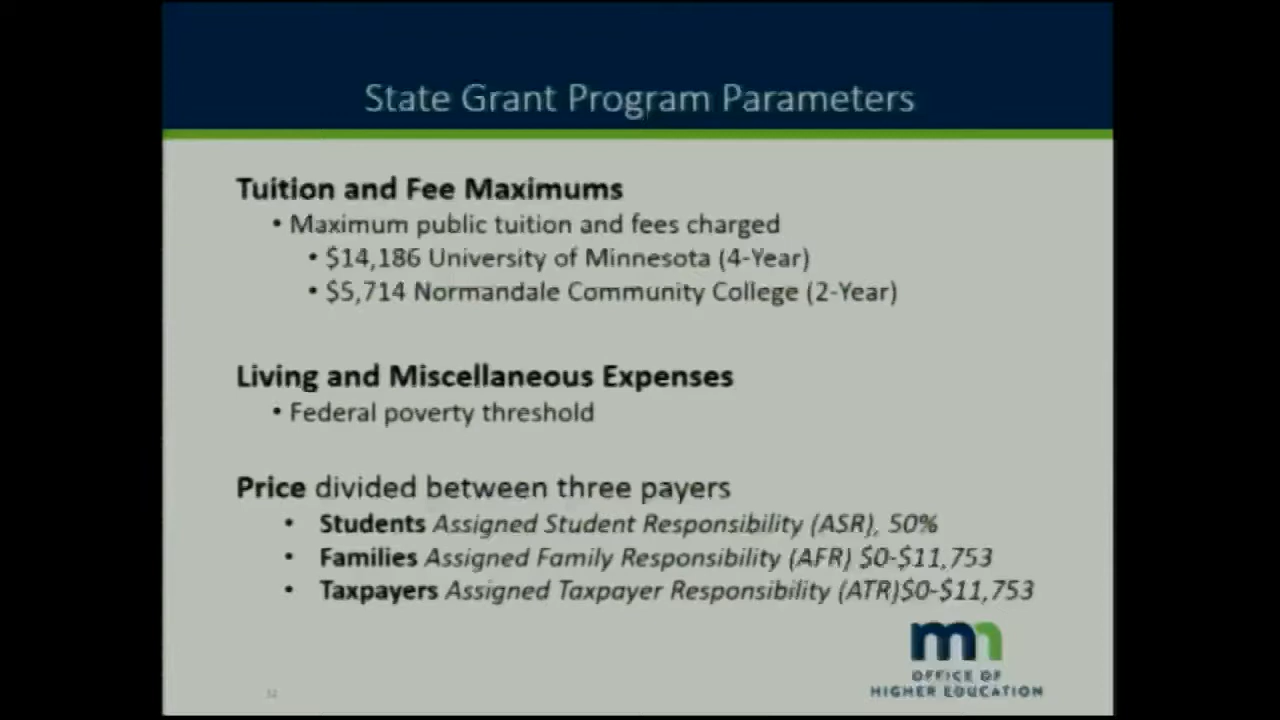 State Grant Program Parameters
Tuition and Fee Maximums
• Maximum public tuition and fees charged
• $14,186 University of Minnesota (4-Year)
• $5,714 Normandale Community College (2-Year)
Living and Miscellaneous Expenses
• Federal poverty threshold
Price divided between three payers
• Students Assigned Student Responsibility (ASR), 50%
• Families Assigned Family Responsibility (AFR) $0-$11,753
• Taxpayers Assigned Taxpayer Responsibility (ATR)$0-$11,753
mn
OFFICE OF
HIGHER EDUCATION